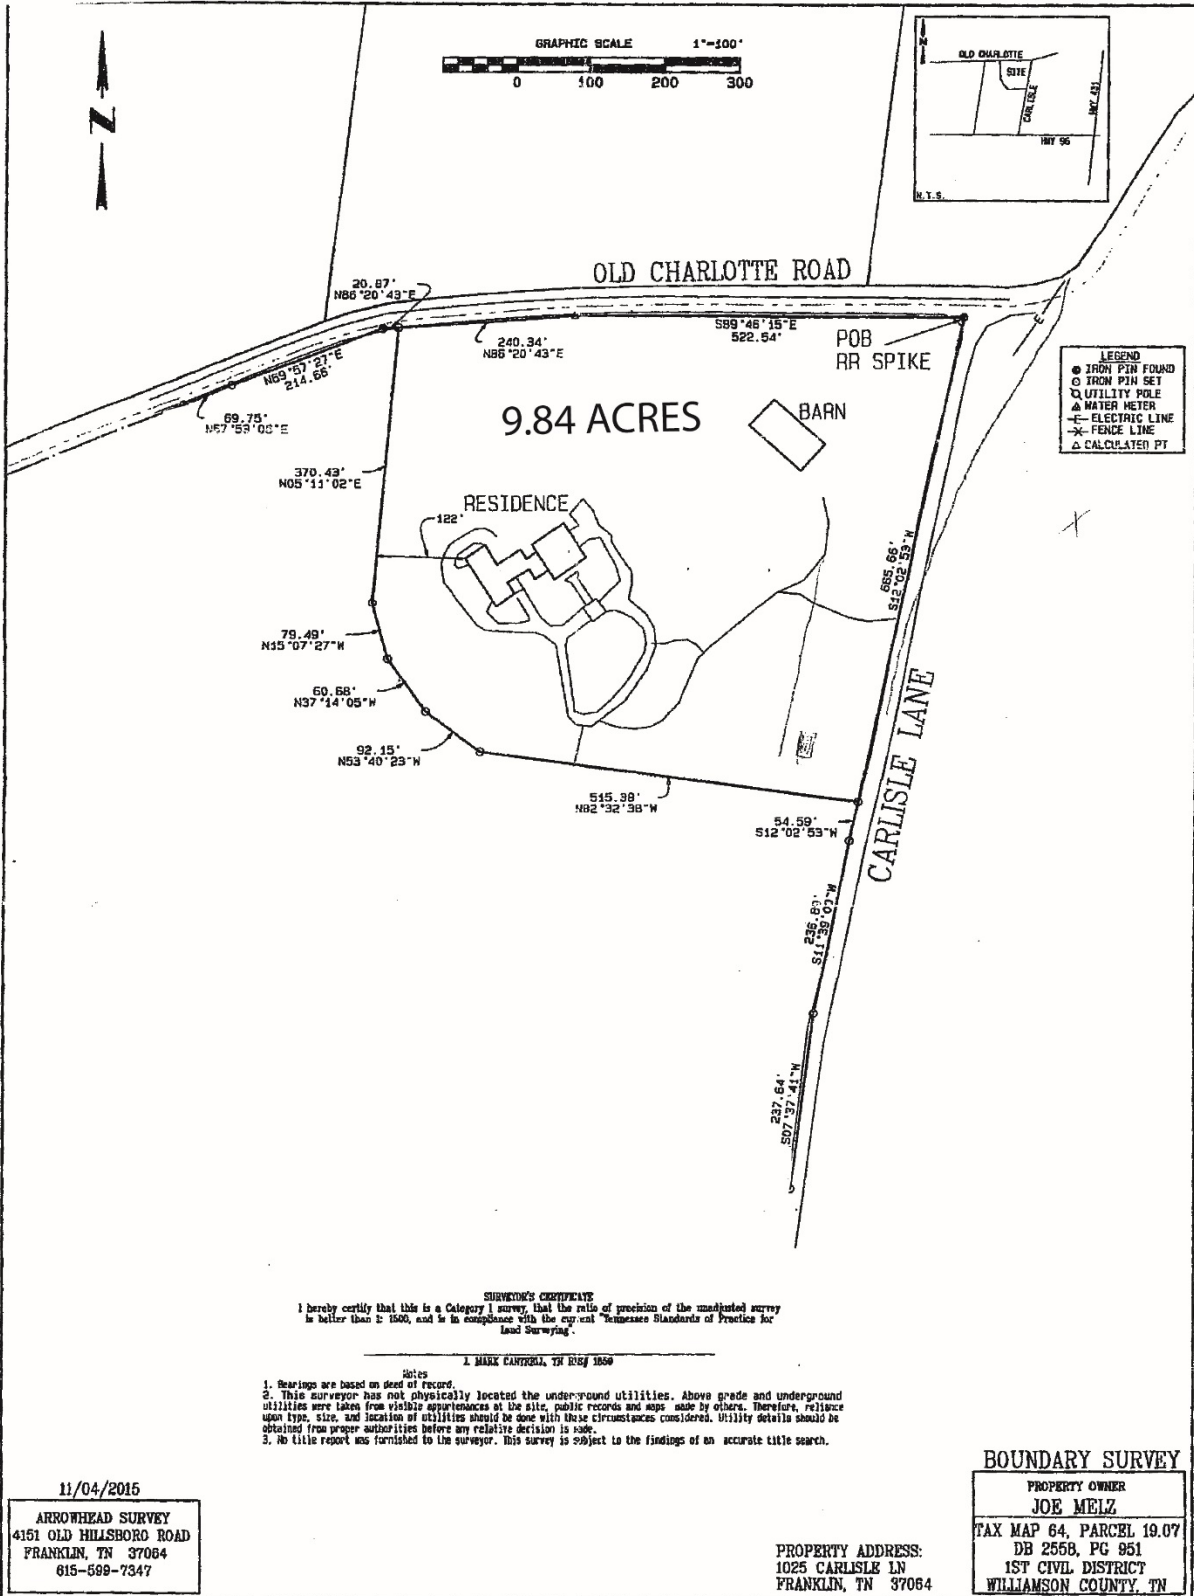 GRAPHIC SCALE 1"=100'
0 100 200 300
N
OLD CHARLOTTE
SITE
CARLISLE
HWY 431
HWY 96
N.T.S.
OLD CHARLOTTE ROAD
20.87'
N86°20'43"E
240.34'
N86°20'43"E
S89°46'15"E
522.54'
POB
RR SPIKE
N69°57'27"E
214.66'
69.75'
LEGEND
IRON PIN FOUND
IRON PIN SET
UTILITY POLE
WATER METER
ELECTRIC LINE
FENCE LINE
CALCULATED PT
E
9.84 ACRES
BARN
370.43'
N05°11'02"E
RESIDENCE
122'
665.66'
S12°02'53"W
79.49'
N15°07'27"W
60.68'
N37°14'05"W
92.15'
N53°40'23"W
515.38'
N82°32'38"W
54.59'
S12°02'53"W
CARLISLE LANE
S07°37'41"W
237.64'
SURVEYOR'S CERTIFICATE
I hereby certify that this is a Category 1 survey, that the ratio of precision of the unadjusted survey
is better than 1: 1500, and is in compliance with the current "Tennessee Standards of Practice for
Land Surveying".
J. MARK CANTRELL, TN
Notes
1. Bearings are based on deed of record.
2. This surveyor has not physically located the underground utilities. Above grade and underground
utilities were taken from visible appurtenances at the site, public records and maps made by others. Therefore, reliance
upon type, size, and location of utilities should be done with these circumstances considered. Utility details should be
obtained from proper authorities before any relative decision is made.
3. No title report was furnished to the surveyor. This survey is subject to the findings of an accurate title search.
11/04/2015
ARROWHEAD SURVEY
4151 OLD HILLSBORO ROAD
FRANKLIN, TN 37064
615-599-7347
PROPERTY ADDRESS:
1025 CARLISLE LN
FRANKLIN, TN 37064
BOUNDARY SURVEY
PROPERTY OWNER
JOE MELZ
TAX MAP 64, PARCEL 19.07
DB 2558, PG 951
1ST CIVIL DISTRICT
WILLIAMSON COUNTY, TN